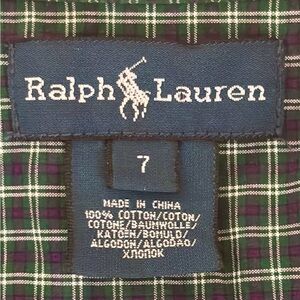 Ralph Lauren
7
MADE IN CHINA
100% COTTON/COTON/
COTONE/BAUMWOLLE/
KATOEN/BOMULD/
ALGODON/ALGODAO/
ХЛОПОК